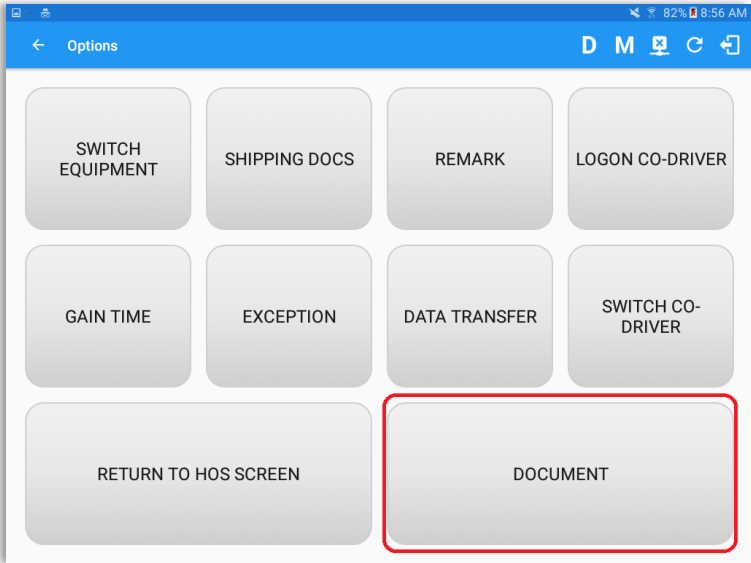 82% 8:56 AM
Options
D M
SWITCH
EQUIPMENT
SHIPPING DOCS
REMARK
LOGON CO-DRIVER
GAIN TIME
EXCEPTION
DATA TRANSFER
SWITCH CO-
DRIVER
RETURN TO HOS SCREEN
DOCUMENT